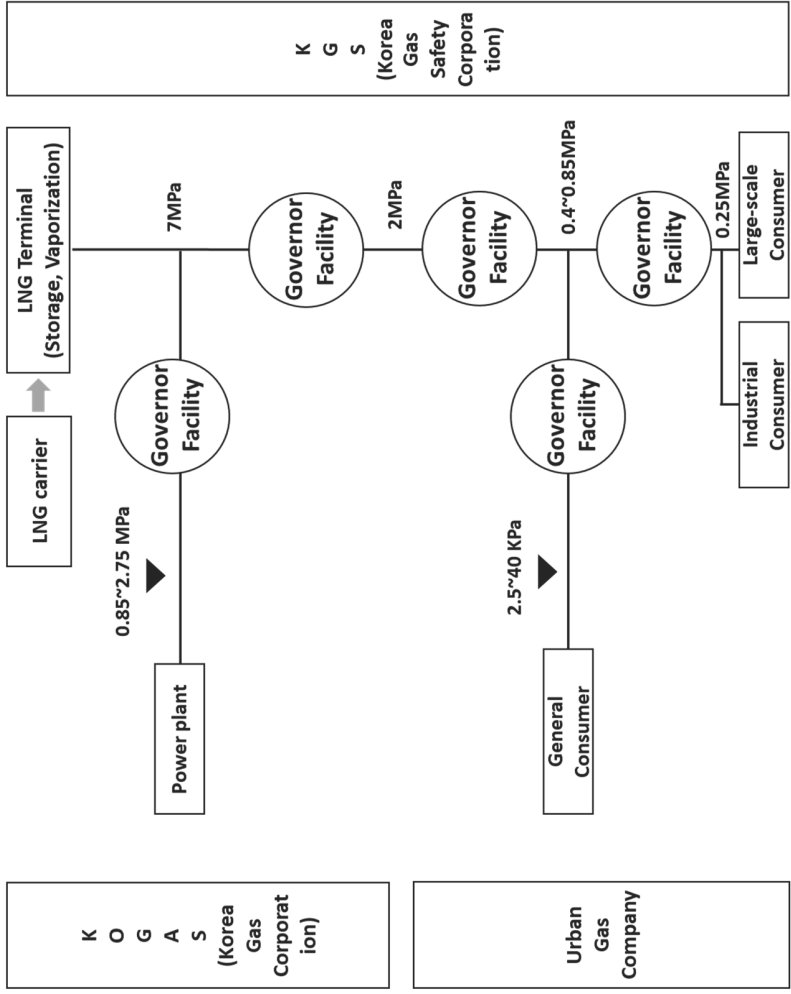 K
O
G
A
S
(Korea
Gas
Corporat
ion)
Urban
Gas
Company
LNG carrier
LNG Terminal
(Storage, Vaporization)
0.85~2.75 MPa
7MPa
Power plant
Governor
Facility
Governor
Facility
2MPa
Governor
Facility
2.5~40 KPa
0.4~0.85MPa
General
Consumer
Governor
Facility
Governor
Facility
0.25MPa
Industrial
Consumer
Large-scale
Consumer
K
G
S
(Korea
Gas
Safety
Corpora
tion)